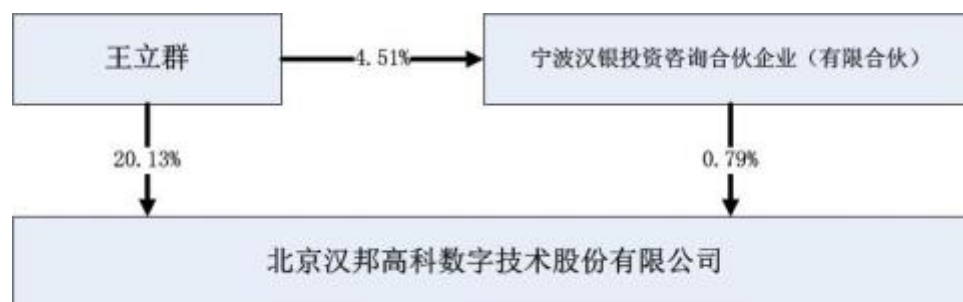 王立群
4.51%
宁波汉银投资咨询合伙企业（有限合伙）
20.13%
0.79%
北京汉邦高科数字技术股份有限公司